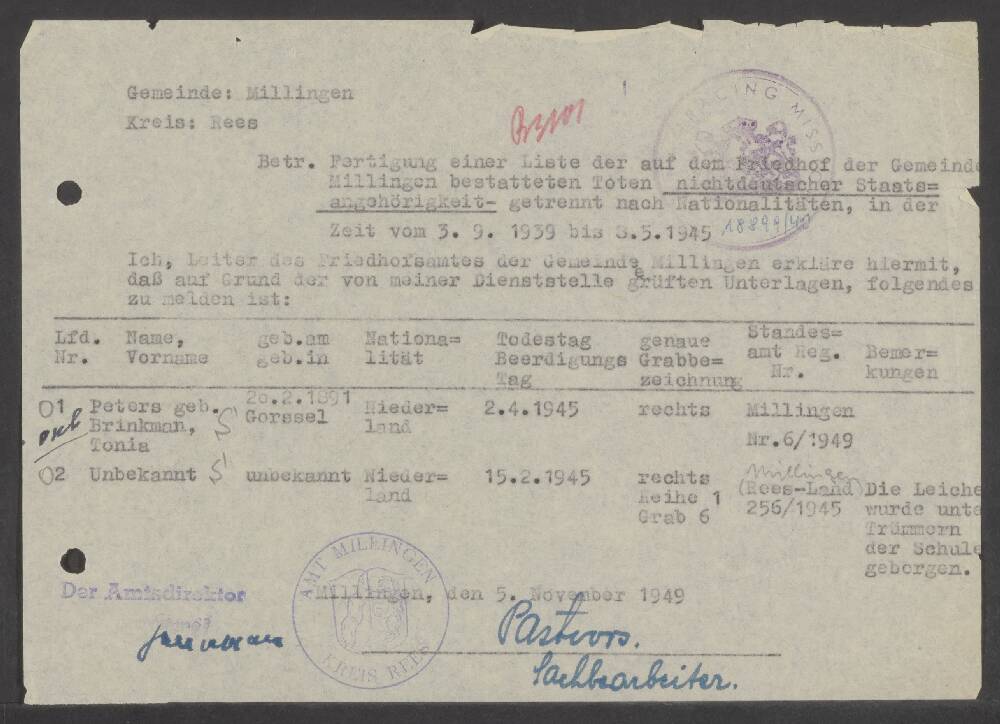 Gemeinde: Millingen
Kreis: Rees
TRACING MISS
Betr. Fertigung einer Liste der auf dem Friedhof der Gemeinde
Millingen bestatteten Toten nichtdeutscher Staats=
angehörigkeit- getrennt nach Nationalitäten, in der
Zeit vom 3. 9. 1939 bis 8.5.1945
Ich, Leiter des Friedhofsamtes der Gemeinde Millingen erkläre hiermit,
daß auf Grund der von meiner Dienststelle geprüften Unterlagen, folgendes
zu melden ist:
Lfd. Nr. Name, Vorname geb.am geb.in Nationa= lität Todestag Beerdigungs Tag genaue Grabbe= zeichnung Standes= amt Reg. Nr. Bemer= kungen
01 Peters geb. Brinkman, Tonia S .2.1891 Gorssel Nieder= land 2.4.1945 rechts Millingen Nr.6/1949
02 Unbekannt S unbekannt Nieder= land 15.2.1945 rechts Reihe 1 Grab 6 Millingen (Rees-Land) 256/1945 Die Leiche wurde unte Trümmern der Schule geborgen.
AMT MILLINGEN
KREIS REES
Millingen, den 5. November 1949
Der Amtsdirektor
Pastoors.
Sachbearbeiter.